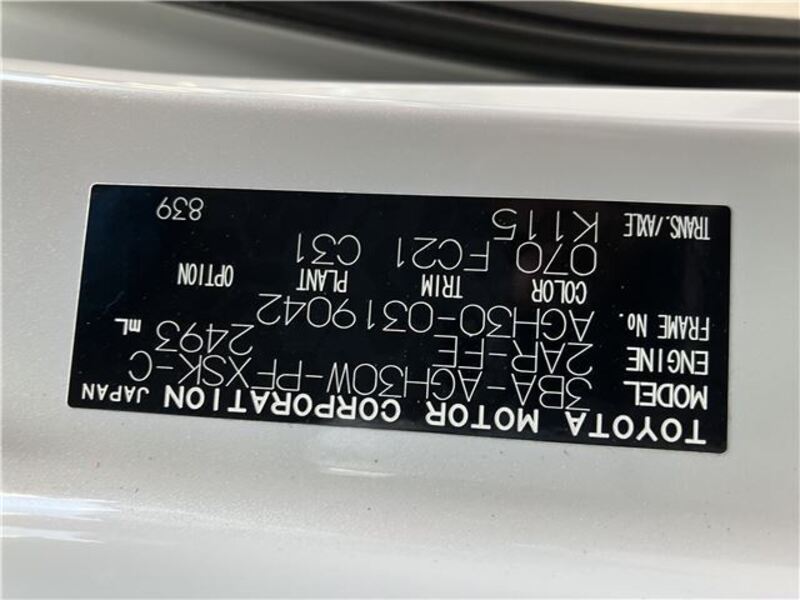 TOYOTA MOTOR CORPORATION JAPAN
MODEL 3BA-AGH30W-PFXSK-C
ENGINE 2AR-FE 2493 mL
FRAME No. AGH30-0319042
COLOR TRIM PLANT OPTION
070 FC21 C31
TRANS./AXLE K115
839